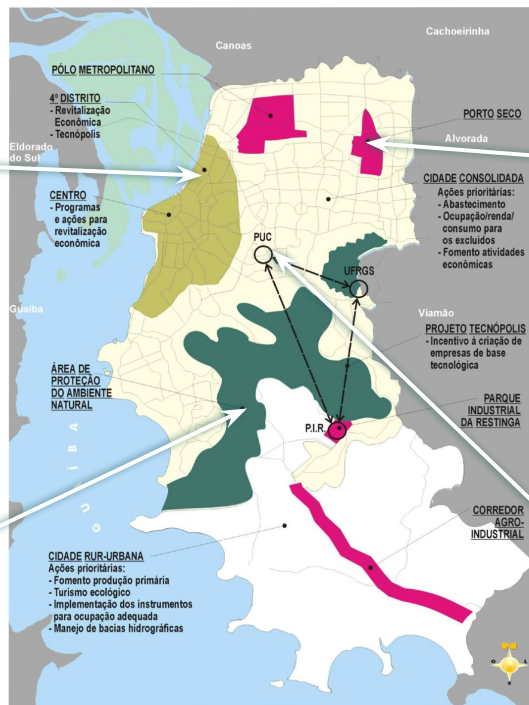 Cachoeirinha
Canoas
PÓLO METROPOLITANO
4º DISTRITO
- Revitalização
Econômica
- Tecnópolis
PORTO SECO
Alvorada
Eldorado
do Sul
CIDADE CONSOLIDADA
Ações prioritárias:
- Abastecimento
- Ocupação/renda/
consumo para
os excluidos
- Fomento atividades
econômicas
CENTRO
- Programas
e ações para
revitalização
econômica
PUC
UFRGS
Guaíba
Viamão
PROJETO TECNÓPOLIS
- Incentivo á criação de
empresas de base
tecnológica
ÁREA DE
PROTEÇÃO
DO AMBIENTE
NATURAL
PARQUE
INDUSTRIAL
DA RESTINGA
P.I.R.
GUAÍBA
CORREDOR
AGRO-
INDUSTRIAL
CIDADE RUR-URBANA
Ações prioritárias:
- Fomento produção primária
- Turismo ecológico
- Implementação dos instrumentos
para ocupação adequada
- Manejo de bacias hidrográficas